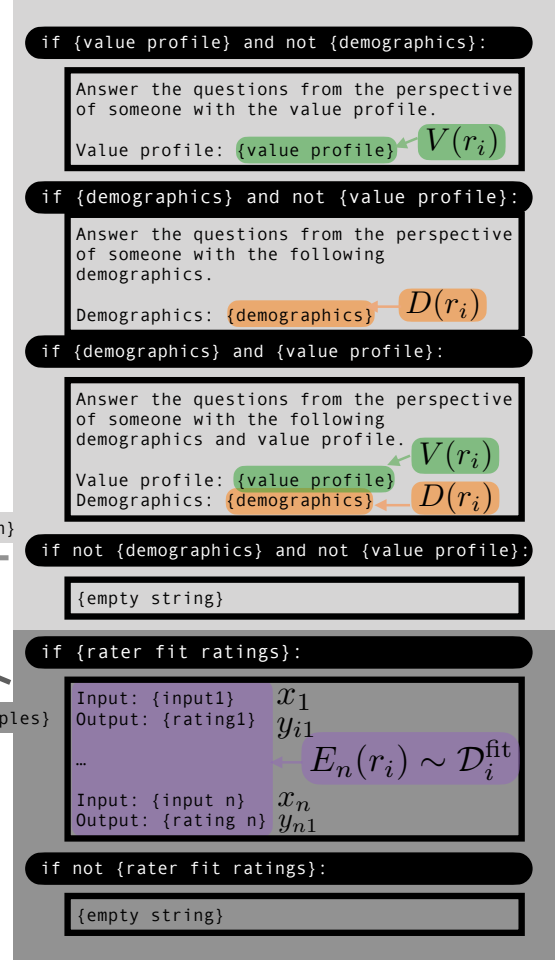 if {value profile} and not {demographics}:
Answer the questions from the perspective
of someone with the value profile.
Value profile: {value profile} V(r_i)
if {demographics} and not {value profile}:
Answer the questions from the perspective
of someone with the following
demographics.
Demographics: {demographics} D(r_i)
if {demographics} and {value profile}:
Answer the questions from the perspective
of someone with the following
demographics and value profile.
Value profile: {value profile} V(r_i)
Demographics: {demographics} D(r_i)
n}
if not {demographics} and not {value profile}:
{empty string}
if {rater fit ratings}:
Input: {input1} x_1
Output: {rating1} y_{i1}
ples}
… E_n(r_i) ∼ 𝒟_i^{fit}
Input: {input n} x_n
Output: {rating n} y_{n1}
if not {rater fit ratings}:
{empty string}